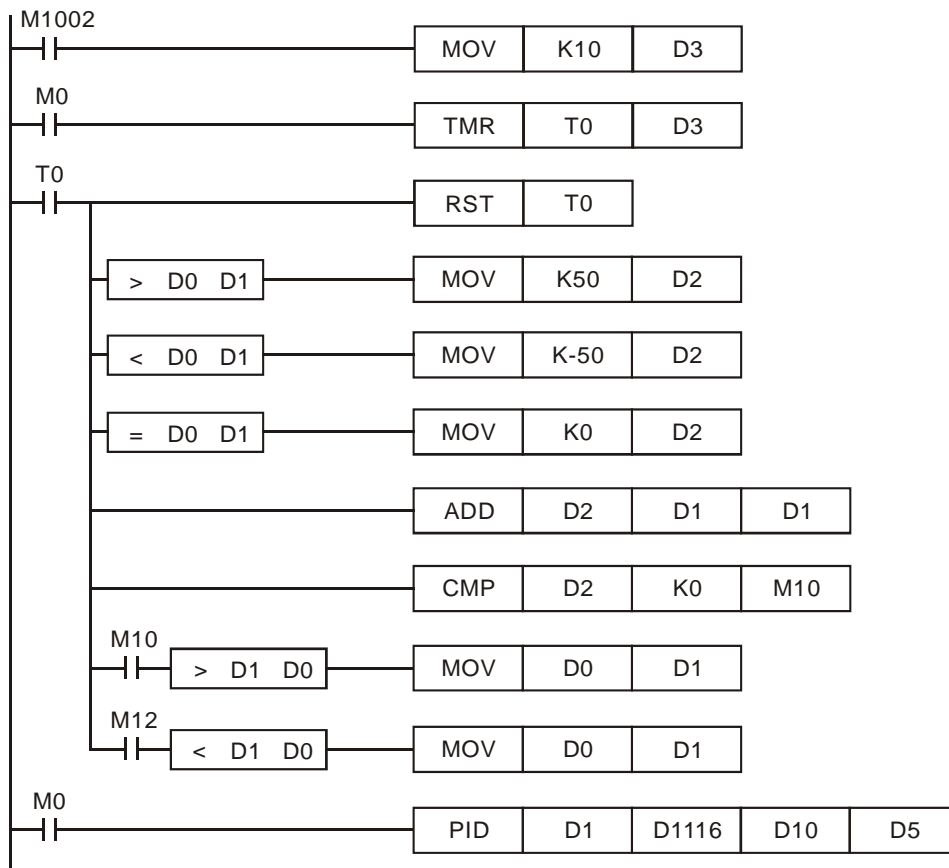 M1002
MOV K10 D3
M0
TMR T0 D3
T0
RST T0
> D0 D1 MOV K50 D2
< D0 D1 MOV K-50 D2
= D0 D1 MOV K0 D2
ADD D2 D1 D1
CMP D2 K0 M10
M10
> D1 D0 MOV D0 D1
M12
< D1 D0 MOV D0 D1
M0
PID D1 D1116 D10 D5